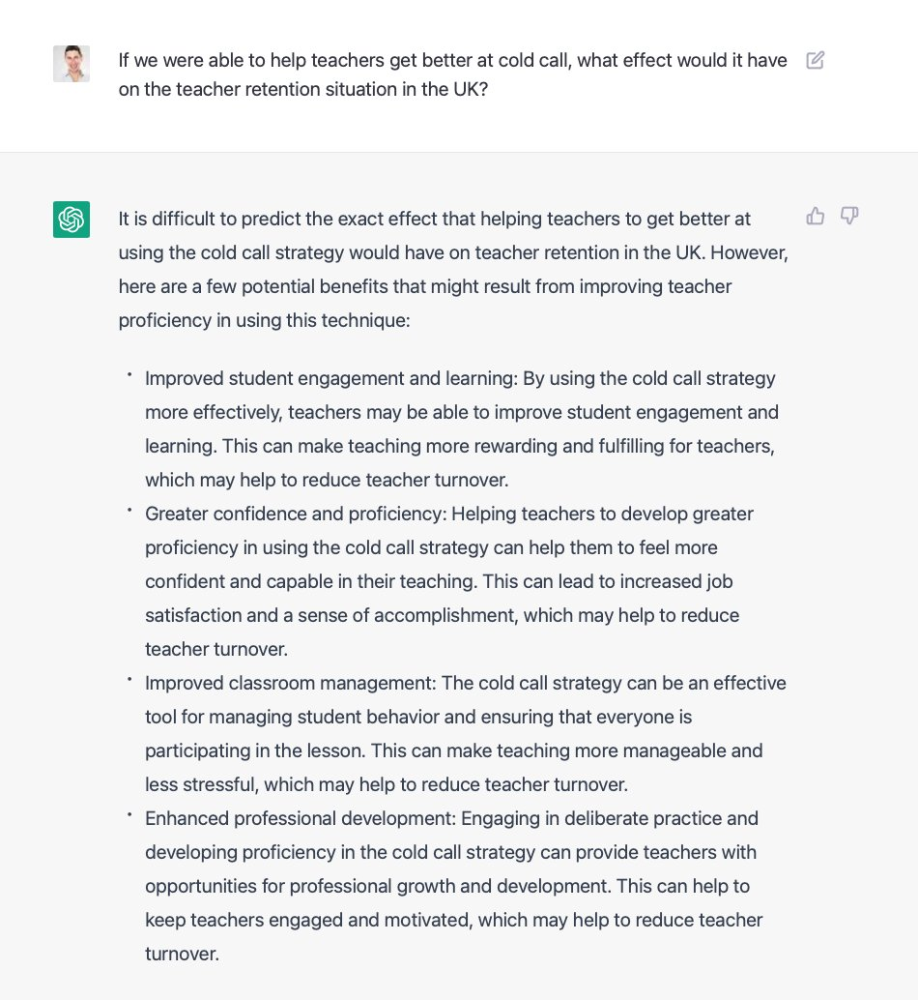 If we were able to help teachers get better at cold call, what effect would it have
on the teacher retention situation in the UK?
It is difficult to predict the exact effect that helping teachers to get better at
using the cold call strategy would have on teacher retention in the UK. However,
here are a few potential benefits that might result from improving teacher
proficiency in using this technique:
• Improved student engagement and learning: By using the cold call strategy
more effectively, teachers may be able to improve student engagement and
learning. This can make teaching more rewarding and fulfilling for teachers,
which may help to reduce teacher turnover.
• Greater confidence and proficiency: Helping teachers to develop greater
proficiency in using the cold call strategy can help them to feel more
confident and capable in their teaching. This can lead to increased job
satisfaction and a sense of accomplishment, which may help to reduce
teacher turnover.
• Improved classroom management: The cold call strategy can be an effective
tool for managing student behavior and ensuring that everyone is
participating in the lesson. This can make teaching more manageable and
less stressful, which may help to reduce teacher turnover.
• Enhanced professional development: Engaging in deliberate practice and
developing proficiency in the cold call strategy can provide teachers with
opportunities for professional growth and development. This can help to
keep teachers engaged and motivated, which may help to reduce teacher
turnover.